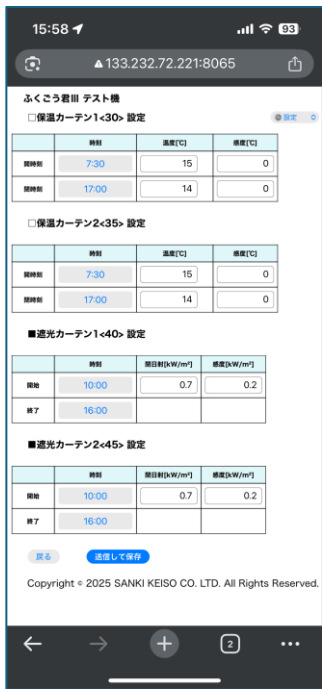 15:58 93
133.232.72.221:8065
ふくごう君III テスト機
□保温カーテン1<30> 設定 設定
時刻 温度[℃] 感度[℃]
開時刻 7:30 15 0
閉時刻 17:00 14 0
□保温カーテン2<35> 設定
時刻 温度[℃] 感度[℃]
開時刻 7:30 15 0
閉時刻 17:00 14 0
■遮光カーテン1<40> 設定
時刻 閉日射[kW/m²] 感度[kW/m²]
開始 10:00 0.7 0.2
終了 16:00
■遮光カーテン2<45> 設定
時刻 閉日射[kW/m²] 感度[kW/m²]
開始 10:00 0.7 0.2
終了 16:00
戻る 送信して保存
Copyright © 2025 SANKI KEISO CO. LTD. All Rights Reserved.
2